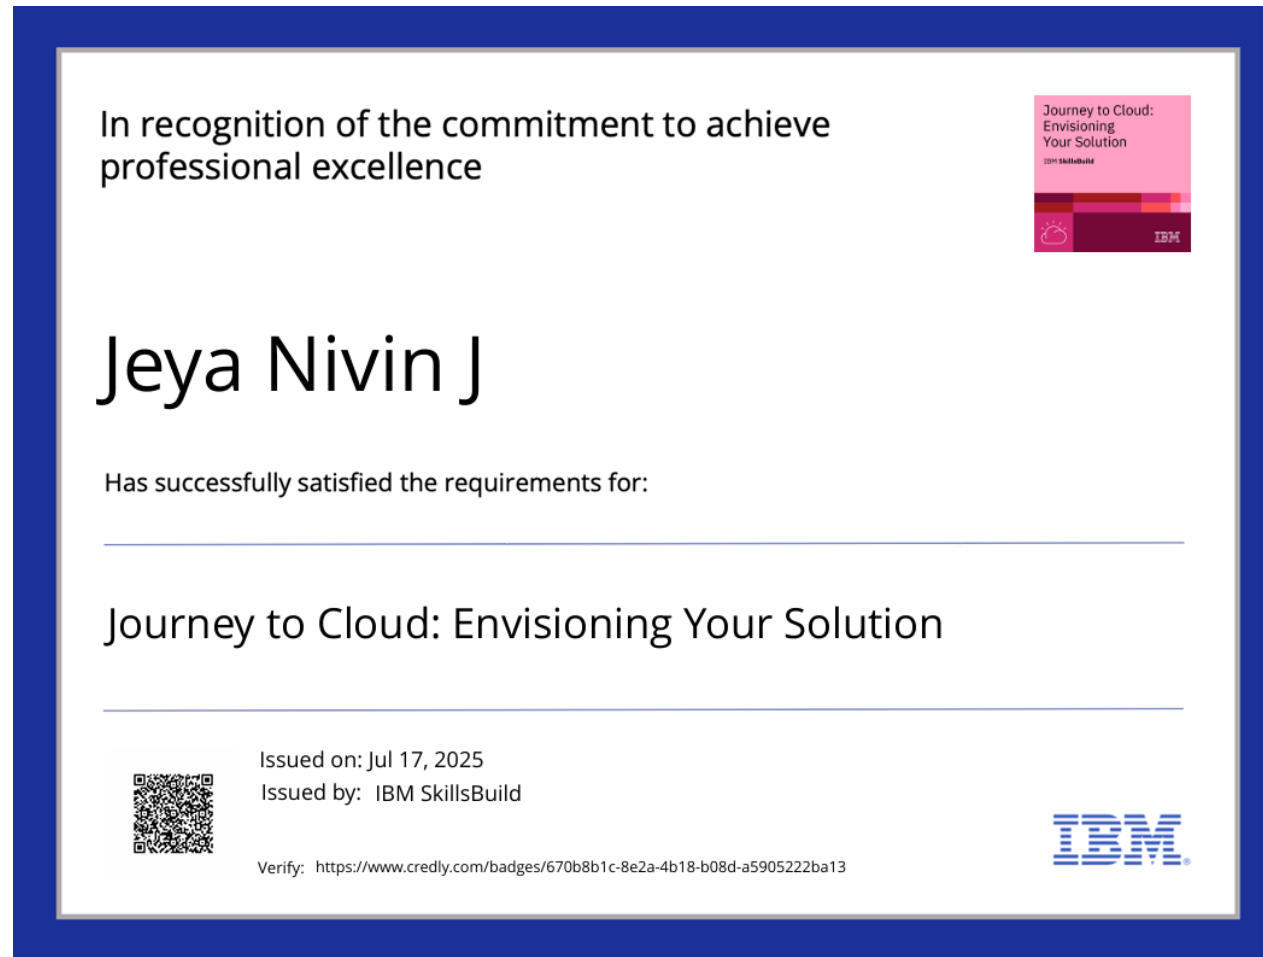 In recognition of the commitment to achieve
professional excellence
Journey to Cloud:
Envisioning
Your Solution
IBM SkillsBuild
IBM
Jeya Nivin J
Has successfully satisfied the requirements for:
Journey to Cloud: Envisioning Your Solution
Issued on: Jul 17, 2025
Issued by: IBM SkillsBuild
Verify: https://www.credly.com/badges/670b8b1c-8e2a-4b18-b08d-a5905222ba13
IBM®